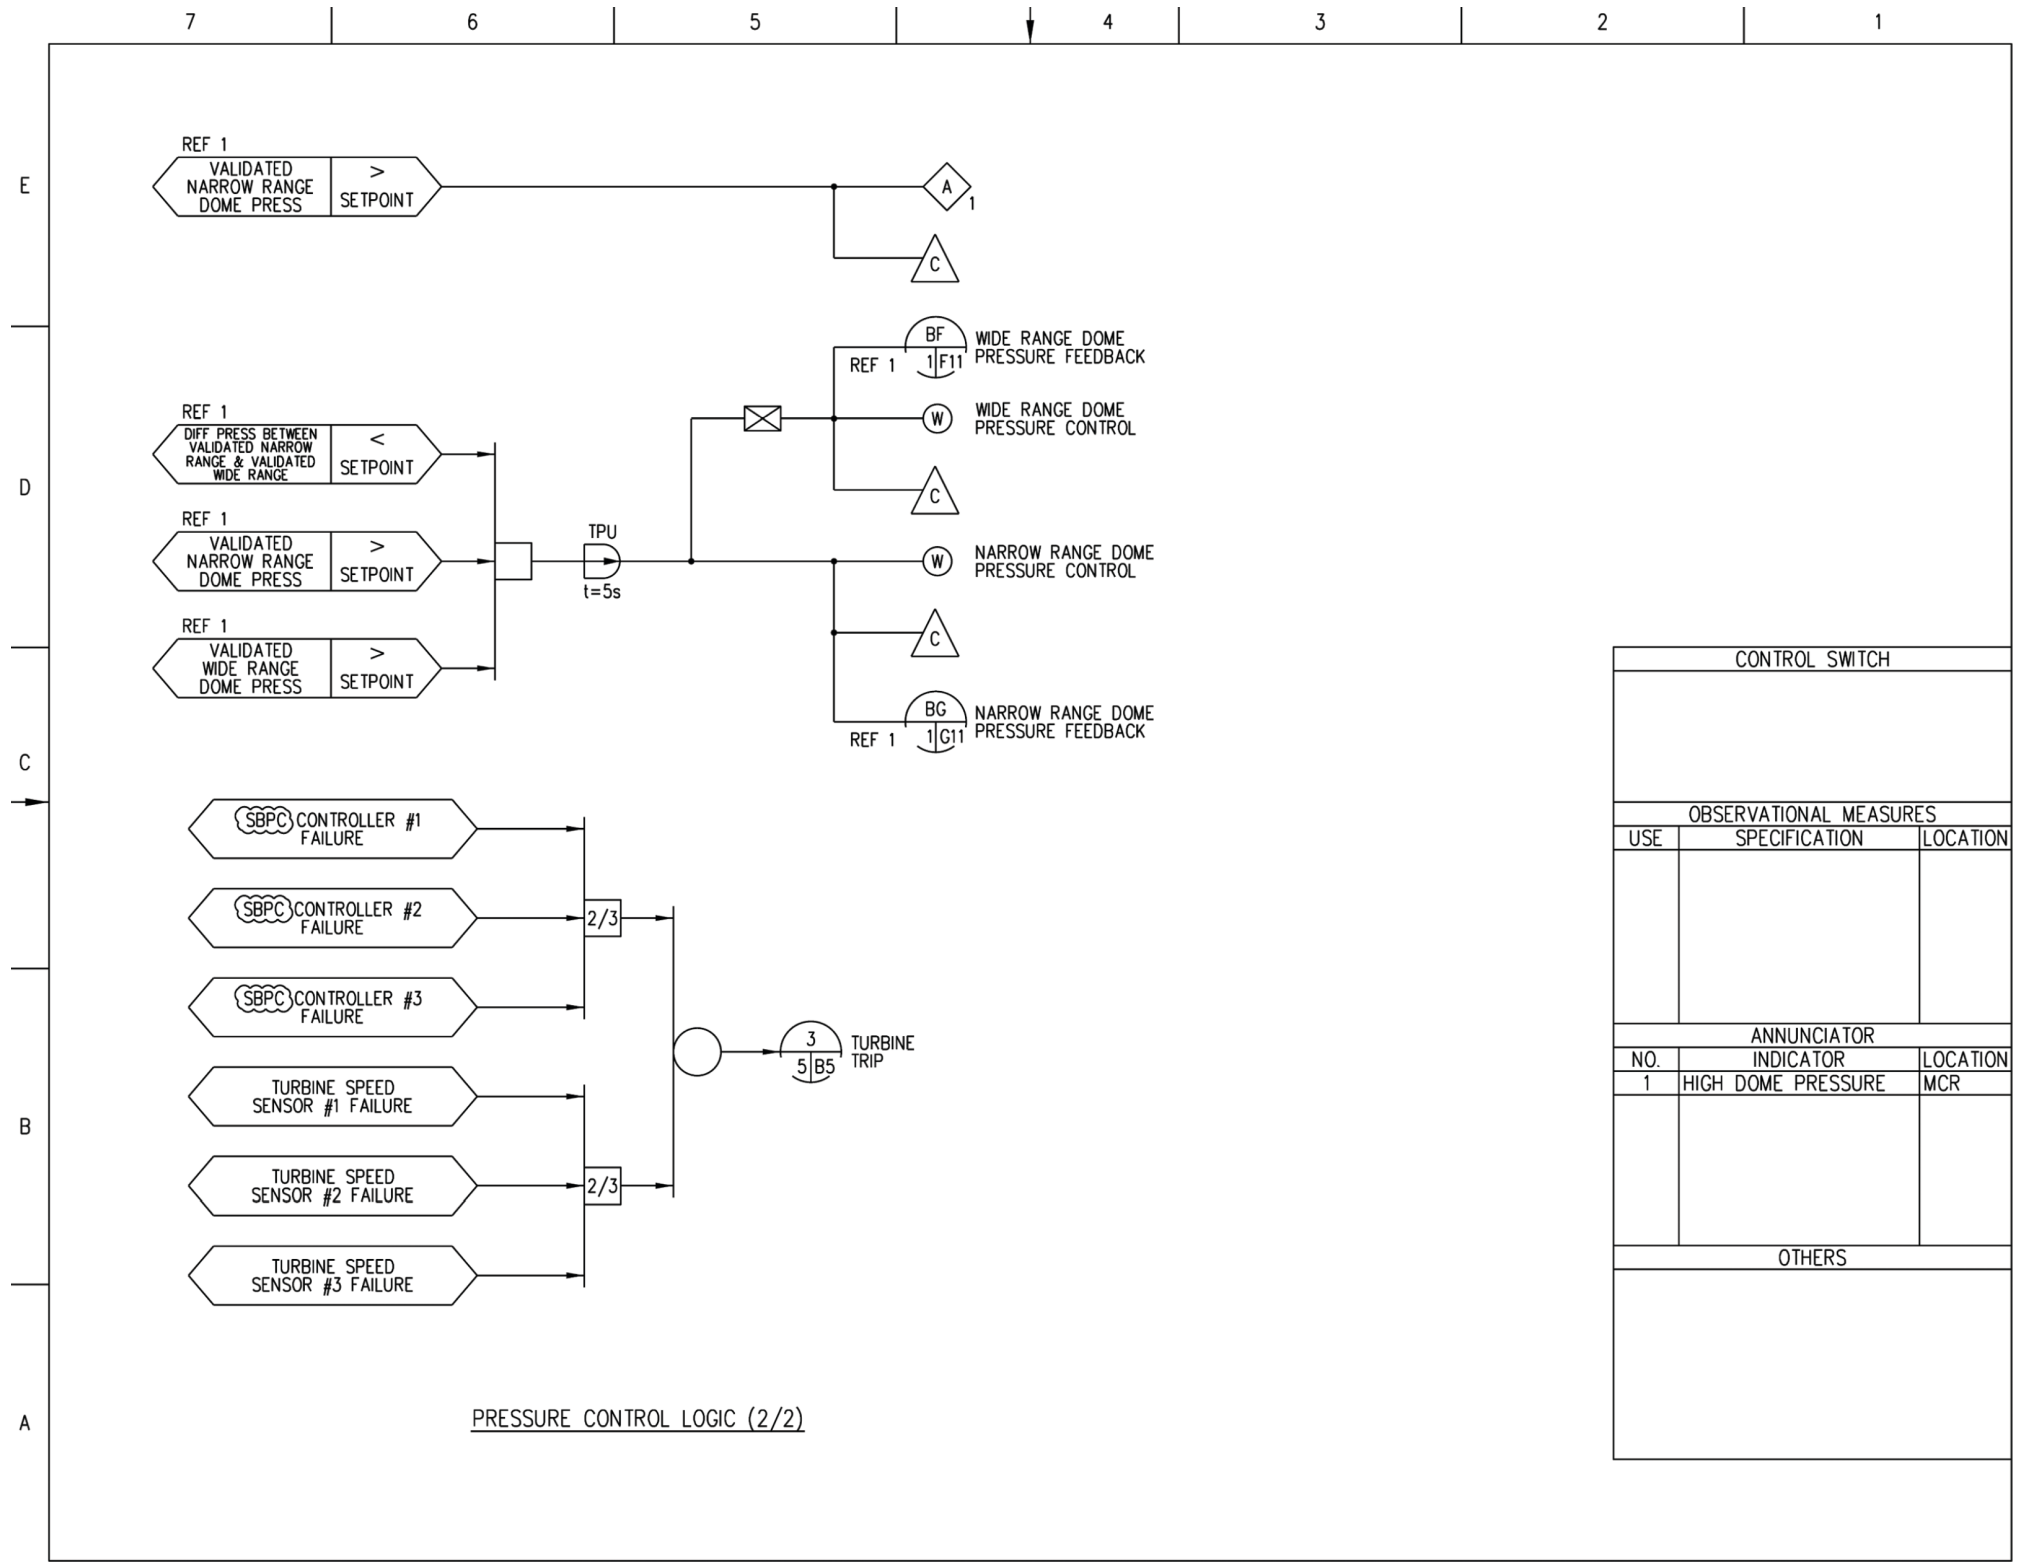 7 6 5 4 3 2 1
E
D
C
B
A
REF 1
VALIDATED
NARROW RANGE
DOME PRESS
>
SETPOINT
A
1
C
BF
1 F11
REF 1
WIDE RANGE DOME
PRESSURE FEEDBACK
W
WIDE RANGE DOME
PRESSURE CONTROL
C
REF 1
DIFF PRESS BETWEEN
VALIDATED NARROW
RANGE & VALIDATED
WIDE RANGE
<
SETPOINT
REF 1
VALIDATED
NARROW RANGE
DOME PRESS
>
SETPOINT
TPU
t=5s
W
NARROW RANGE DOME
PRESSURE CONTROL
C
REF 1
VALIDATED
WIDE RANGE
DOME PRESS
>
SETPOINT
BG
1 G11
REF 1
NARROW RANGE DOME
PRESSURE FEEDBACK
SBPC CONTROLLER #1
FAILURE
SBPC CONTROLLER #2
FAILURE
2/3
SBPC CONTROLLER #3
FAILURE
3
5 B5
TURBINE
TRIP
TURBINE SPEED
SENSOR #1 FAILURE
TURBINE SPEED
SENSOR #2 FAILURE
2/3
TURBINE SPEED
SENSOR #3 FAILURE
PRESSURE CONTROL LOGIC (2/2)
CONTROL SWITCH
OBSERVATIONAL MEASURES
USE SPECIFICATION LOCATION
ANNUNCIATOR
NO. INDICATOR LOCATION
1 HIGH DOME PRESSURE MCR
OTHERS